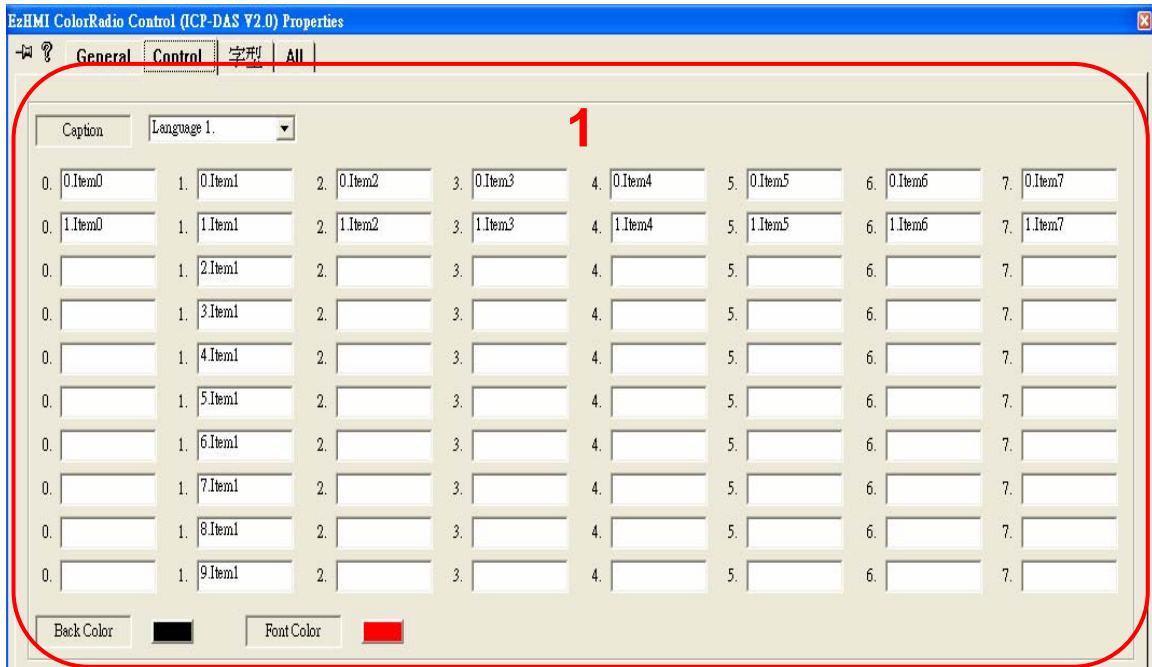 EzHMI ColorRadio Control (ICP-DAS V2.0) Properties
? General Control 字型 All
1
Caption Language 1.
0. 0.Item0 1. 0.Item1 2. 0.Item2 3. 0.Item3 4. 0.Item4 5. 0.Item5 6. 0.Item6 7. 0.Item7
0. 1.Item0 1. 1.Item1 2. 1.Item2 3. 1.Item3 4. 1.Item4 5. 1.Item5 6. 1.Item6 7. 1.Item7
0. 1. 2.Item1 2. 3. 4. 5. 6. 7.
0. 1. 3.Item1 2. 3. 4. 5. 6. 7.
0. 1. 4.Item1 2. 3. 4. 5. 6. 7.
0. 1. 5.Item1 2. 3. 4. 5. 6. 7.
0. 1. 6.Item1 2. 3. 4. 5. 6. 7.
0. 1. 7.Item1 2. 3. 4. 5. 6. 7.
0. 1. 8.Item1 2. 3. 4. 5. 6. 7.
0. 1. 9.Item1 2. 3. 4. 5. 6. 7.
Back Color Font Color